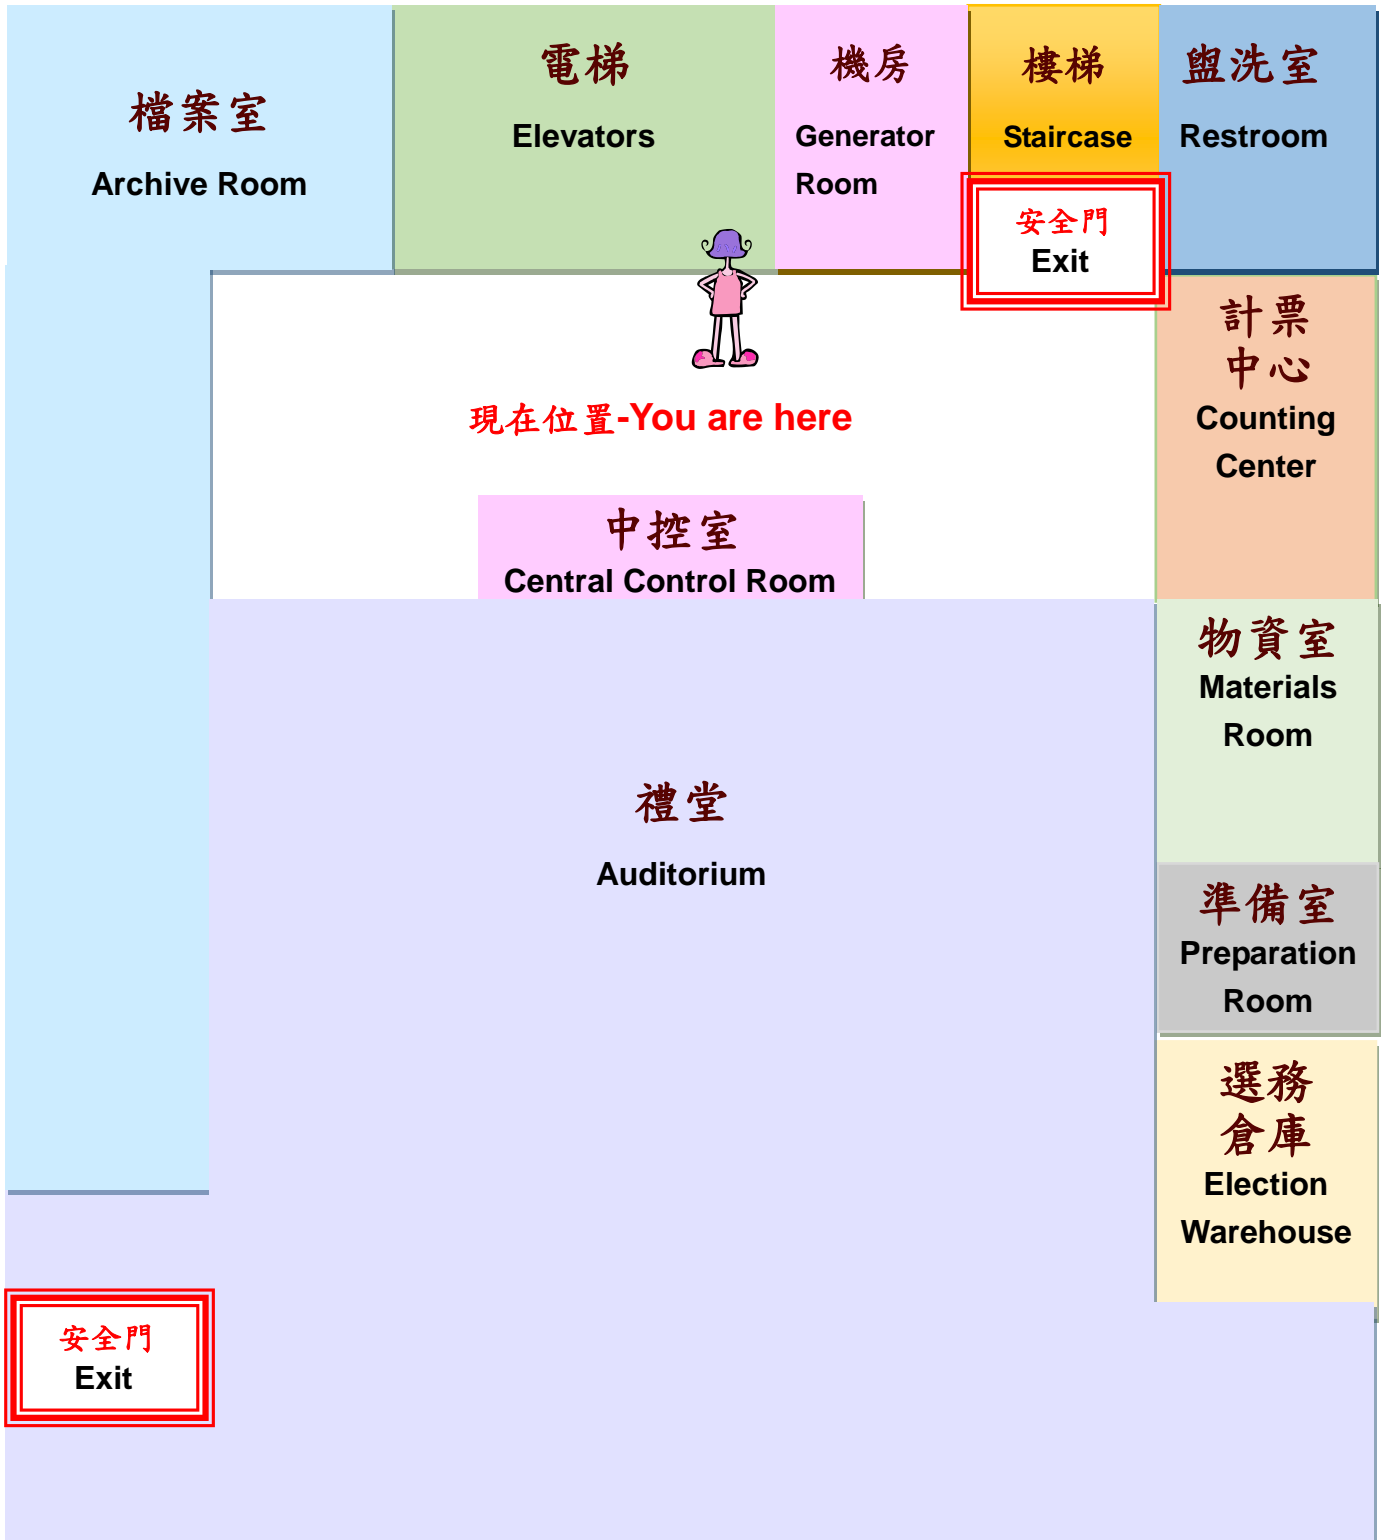 檔案室
Archive Room
電梯
Elevators
機房
Generator
Room
樓梯
Staircase
盥洗室
Restroom
安全門
Exit
現在位置-You are here
計票
中心
Counting
Center
中控室
Central Control Room
物資室
Materials
Room
禮堂
Auditorium
準備室
Preparation
Room
選務
倉庫
Election
Warehouse
安全門
Exit